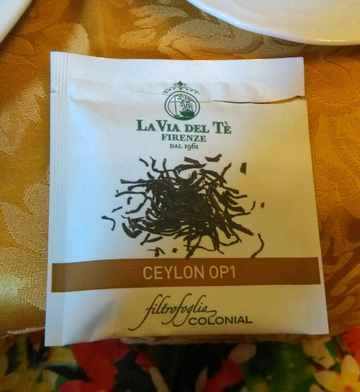 LA VIA DEL TÈ
FIRENZE
DAL 1961
CEYLON OP1
filtrofoglia
COLONIAL